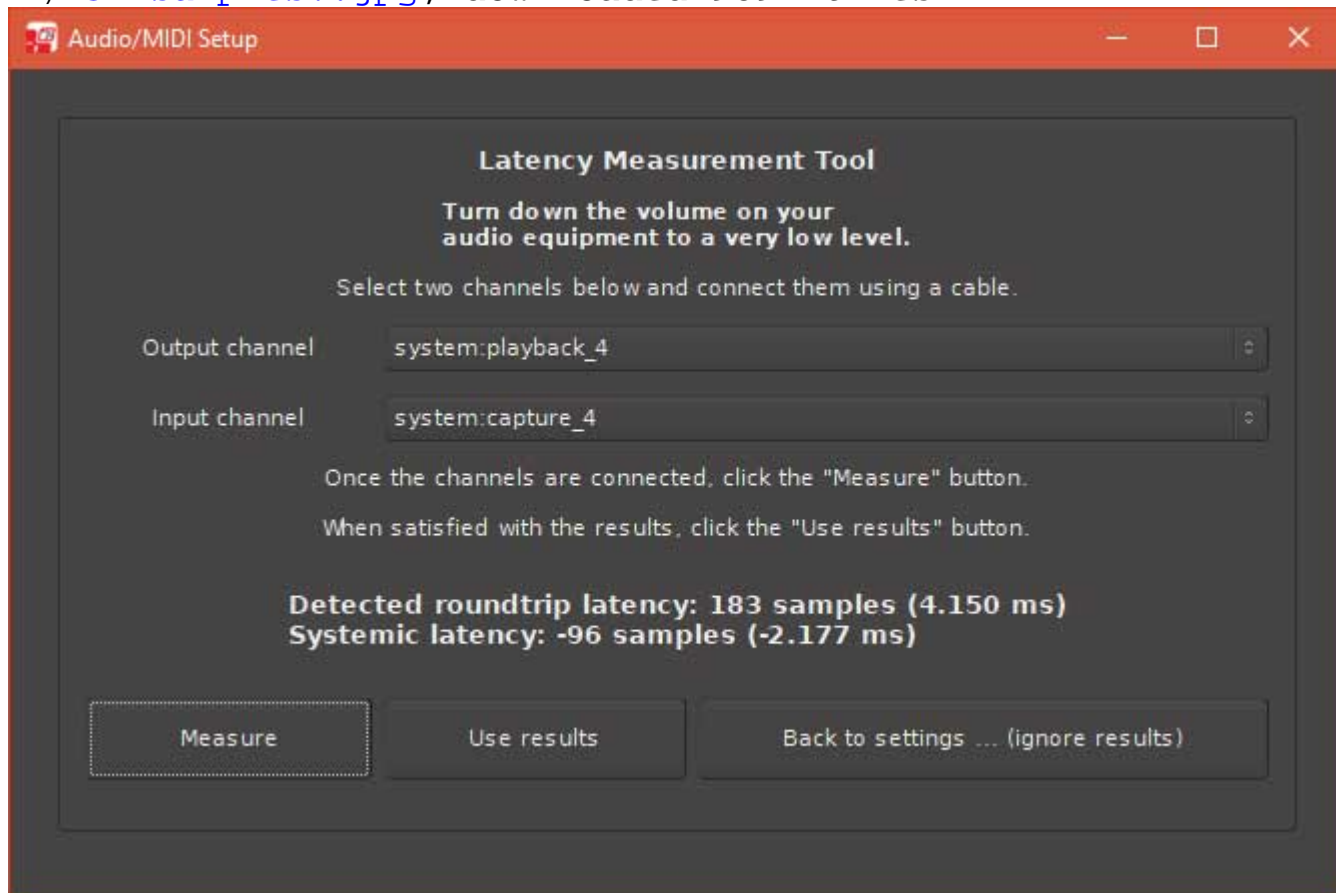 Audio/MIDI Setup
Latency Measurement Tool
Turn down the volume on your
audio equipment to a very low level.
Select two channels below and connect them using a cable.
Output channel system:playback_4
Input channel system:capture_4
Once the channels are connected, click the "Measure" button.
When satisfied with the results, click the "Use results" button.
Detected roundtrip latency: 183 samples (4.150 ms)
Systemic latency: -96 samples (-2.177 ms)
Measure Use results Back to settings ... (ignore results)